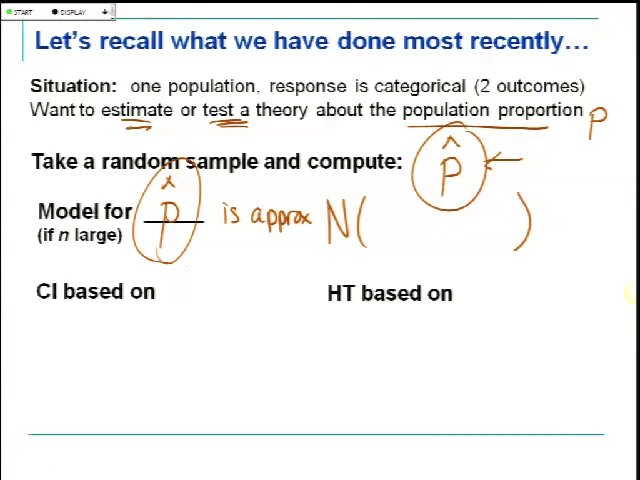 START DISPLAY
Let's recall what we have done most recently…
Situation: one population, response is categorical (2 outcomes)
Want to estimate or test a theory about the population proportion p
Take a random sample and compute: p̂
Model for p̂ is approx N( )
(if n large)
CI based on HT based on